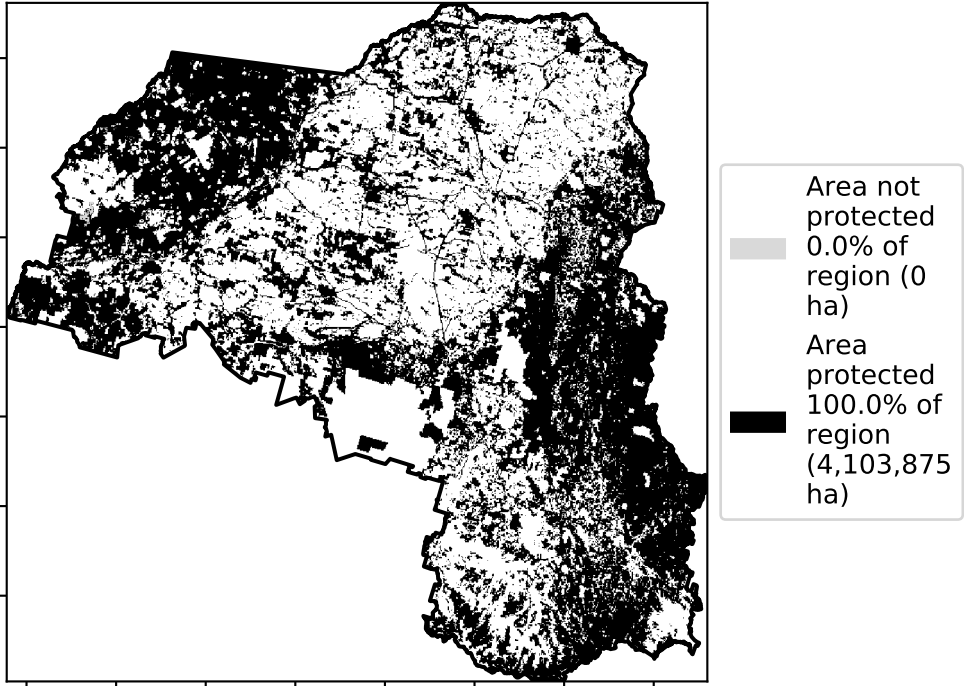 Area not
protected
0.0% of
region (0
ha)
Area
protected
100.0% of
region
(4,103,875
ha)